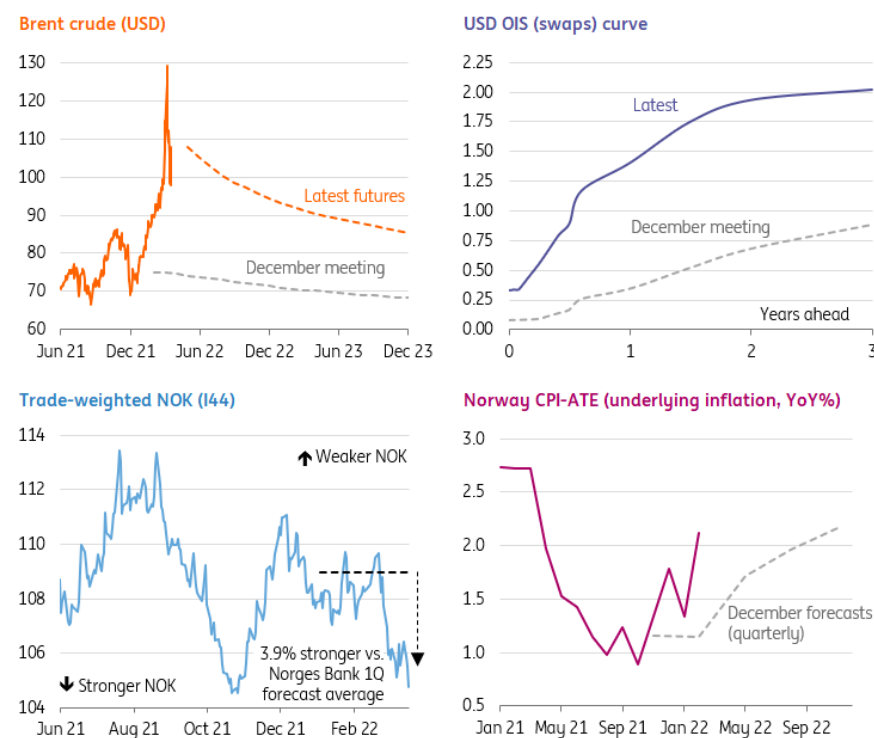 Brent crude (USD)
130
120
110
100
90
80
70
60
Latest futures
December meeting
Jun 21 Dec 21 Jun 22 Dec 22 Jun 23 Dec 23
USD OIS (swaps) curve
2.25
2.00
1.75
1.50
1.25
1.00
0.75
0.50
0.25
0.00
Latest
December meeting
Years ahead
0 1 2 3
Trade-weighted NOK (I44)
114
112
110
108
106
104
Weaker NOK
3.9% stronger vs.
Norges Bank 1Q
forecast average
Stronger NOK
Jun 21 Aug 21 Oct 21 Dec 21 Feb 22
Norway CPI-ATE (underlying inflation, YoY%)
3.0
2.5
2.0
1.5
1.0
0.5
December forecasts
(quarterly)
Jan 21 May 21 Sep 21 Jan 22 May 22 Sep 22